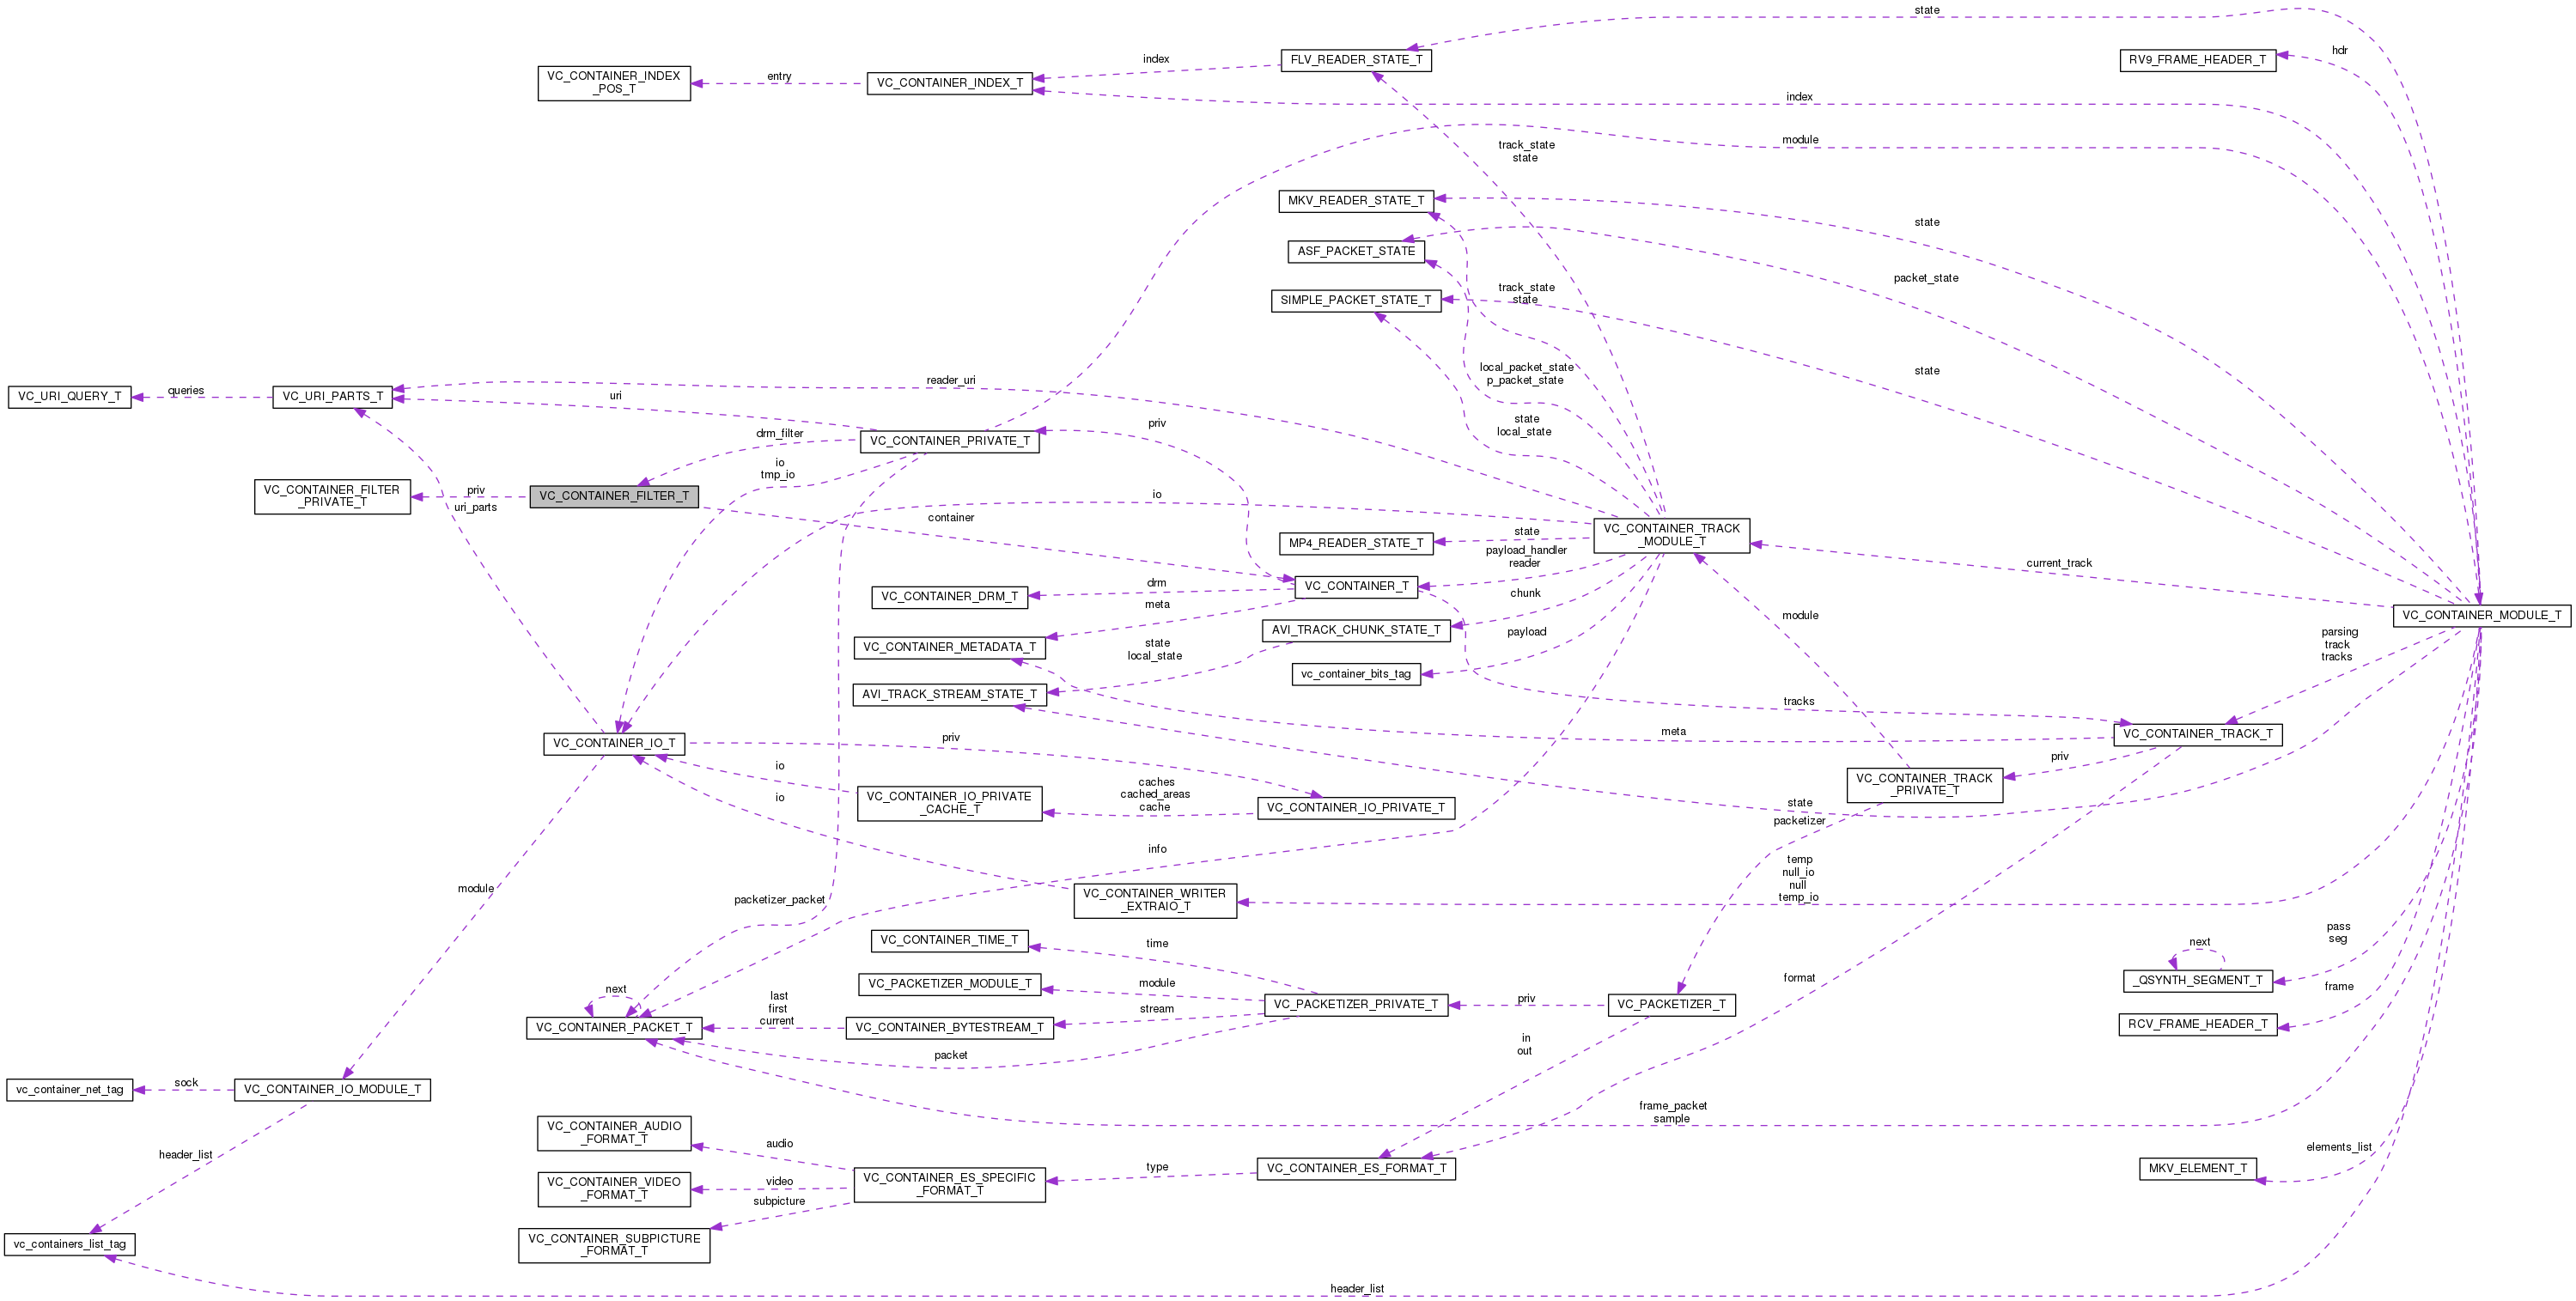 state
hdr
FLV_READER_STATE_T
RV9_FRAME_HEADER_T
index
VC_CONTAINER_INDEX
_POS_T
entry
VC_CONTAINER_INDEX_T
index
module
track_state
state
MKV_READER_STATE_T
state
ASF_PACKET_STATE
packet_state
track_state
state
SIMPLE_PACKET_STATE_T
state
local_packet_state
p_packet_state
reader_uri
VC_URI_QUERY_T
queries
VC_URI_PARTS_T
uri
priv
state
local_state
drm_filter
VC_CONTAINER_PRIVATE_T
io
tmp_io
VC_CONTAINER_FILTER
_PRIVATE_T
priv
VC_CONTAINER_FILTER_T
io
uri_parts
container
VC_CONTAINER_TRACK
_MODULE_T
state
MP4_READER_STATE_T
payload_handler
reader
current_track
drm
VC_CONTAINER_T
VC_CONTAINER_DRM_T
chunk
meta
VC_CONTAINER_MODULE_T
module
AVI_TRACK_CHUNK_STATE_T
payload
parsing
track
tracks
VC_CONTAINER_METADATA_T
state
local_state
vc_container_bits_tag
AVI_TRACK_STREAM_STATE_T
tracks
meta
VC_CONTAINER_TRACK_T
VC_CONTAINER_IO_T
priv
priv
io
VC_CONTAINER_TRACK
_PRIVATE_T
caches
cached_areas
cache
io
VC_CONTAINER_IO_PRIVATE
_CACHE_T
VC_CONTAINER_IO_PRIVATE_T
state
packetizer
info
temp
null_io
null
temp_io
module
packetizer_packet
VC_CONTAINER_WRITER
_EXTRAIO_T
pass
seg
VC_CONTAINER_TIME_T
time
next
VC_PACKETIZER_MODULE_T
module
format
_QSYNTH_SEGMENT_T
next
frame
last
first
current
stream
VC_PACKETIZER_PRIVATE_T
priv
VC_PACKETIZER_T
VC_CONTAINER_PACKET_T
VC_CONTAINER_BYTESTREAM_T
RCV_FRAME_HEADER_T
packet
in
out
vc_container_net_tag
sock
VC_CONTAINER_IO_MODULE_T
frame_packet
sample
VC_CONTAINER_AUDIO
_FORMAT_T
audio
header_list
elements_list
type
VC_CONTAINER_ES_FORMAT_T
MKV_ELEMENT_T
VC_CONTAINER_VIDEO
_FORMAT_T
video
VC_CONTAINER_ES_SPECIFIC
_FORMAT_T
subpicture
VC_CONTAINER_SUBPICTURE
_FORMAT_T
vc_containers_list_tag
header_list